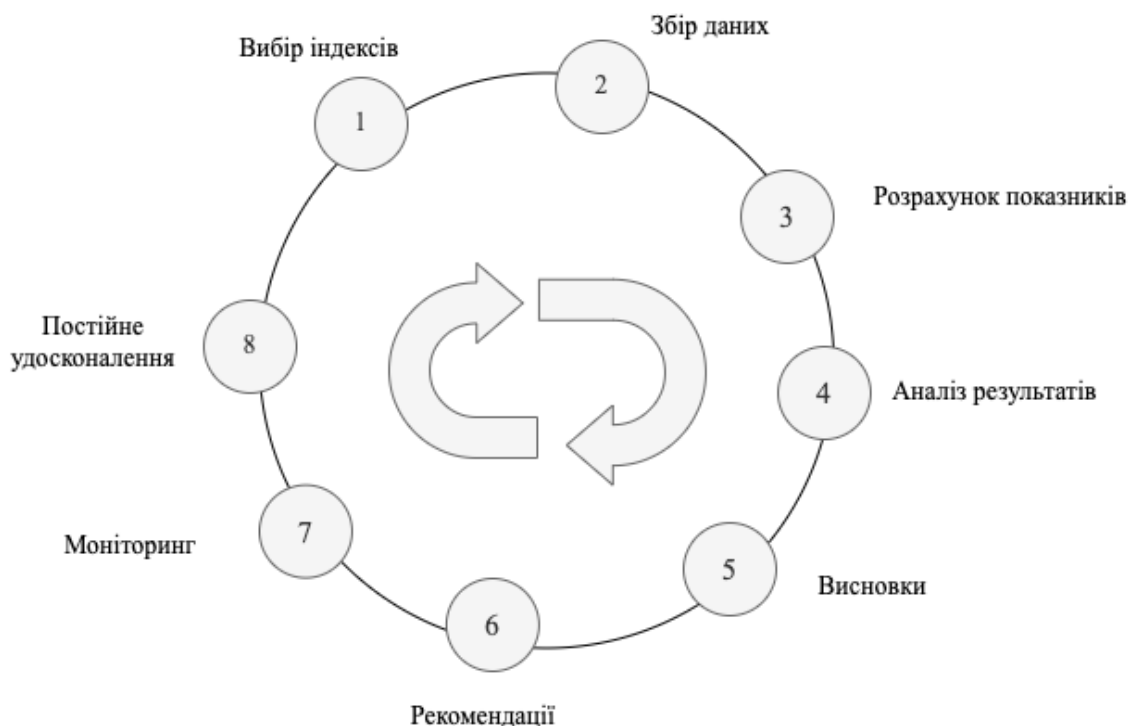 Вибір індексів
1
Збір даних
2
Розрахунок показників
3
Аналіз результатів
4
Висновки
5
Рекомендації
6
Моніторинг
7
Постійне
удосконалення
8